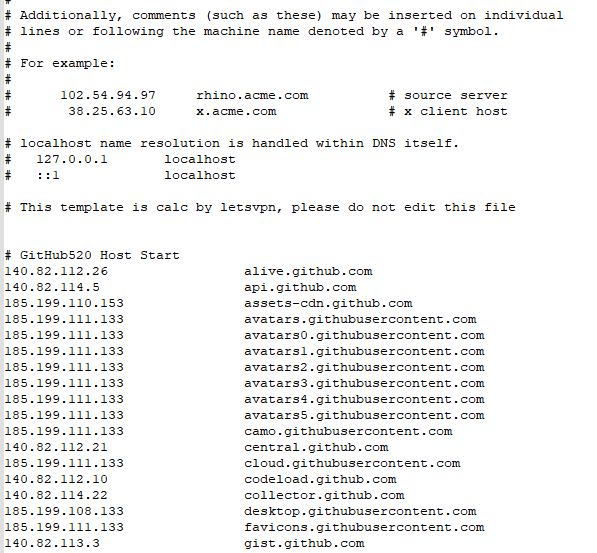 #
# Additionally, comments (such as these) may be inserted on individual
# lines or following the machine name denoted by a '#' symbol.
#
# For example:
#
#      102.54.94.97     rhino.acme.com          # source server
#       38.25.63.10     x.acme.com              # x client host

# localhost name resolution is handled within DNS itself.
#   127.0.0.1       localhost
#   ::1             localhost

# This template is calc by letsvpn, please do not edit this file


# GitHub520 Host Start
140.82.112.26                 alive.github.com
140.82.114.5                  api.github.com
185.199.110.153               assets-cdn.github.com
185.199.111.133               avatars.githubusercontent.com
185.199.111.133               avatars0.githubusercontent.com
185.199.111.133               avatars1.githubusercontent.com
185.199.111.133               avatars2.githubusercontent.com
185.199.111.133               avatars3.githubusercontent.com
185.199.111.133               avatars4.githubusercontent.com
185.199.111.133               avatars5.githubusercontent.com
185.199.111.133               camo.githubusercontent.com
140.82.112.21                 central.github.com
185.199.111.133               cloud.githubusercontent.com
140.82.112.10                 codeload.github.com
140.82.114.22                 collector.github.com
185.199.108.133               desktop.githubusercontent.com
185.199.111.133               favicons.githubusercontent.com
140.82.113.3                  gist.github.com